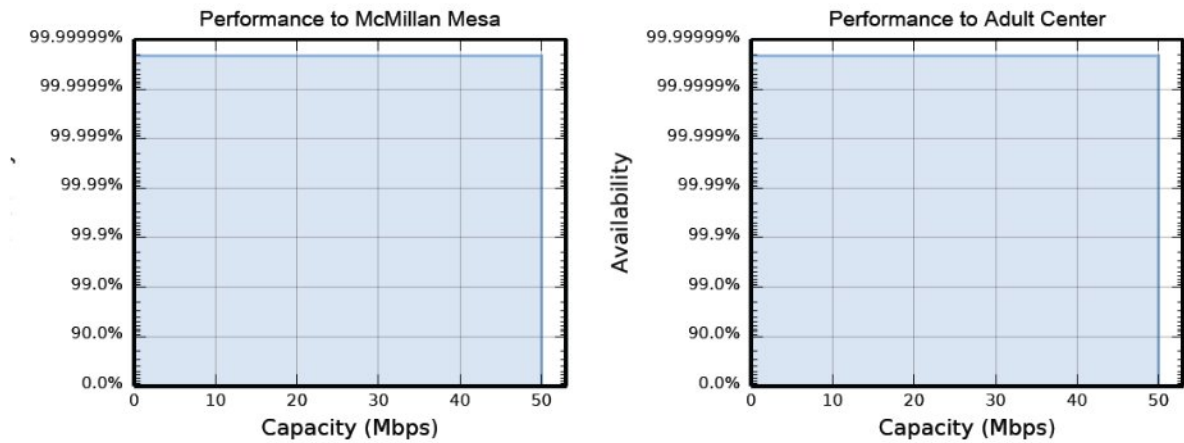 Performance to McMillan Mesa
99.99999%
99.9999%
99.999%
99.99%
99.9%
99.0%
90.0%
0.0%
0 10 20 30 40 50
Capacity (Mbps)
Performance to Adult Center
Availability
99.99999%
99.9999%
99.999%
99.99%
99.9%
99.0%
90.0%
0.0%
0 10 20 30 40 50
Capacity (Mbps)